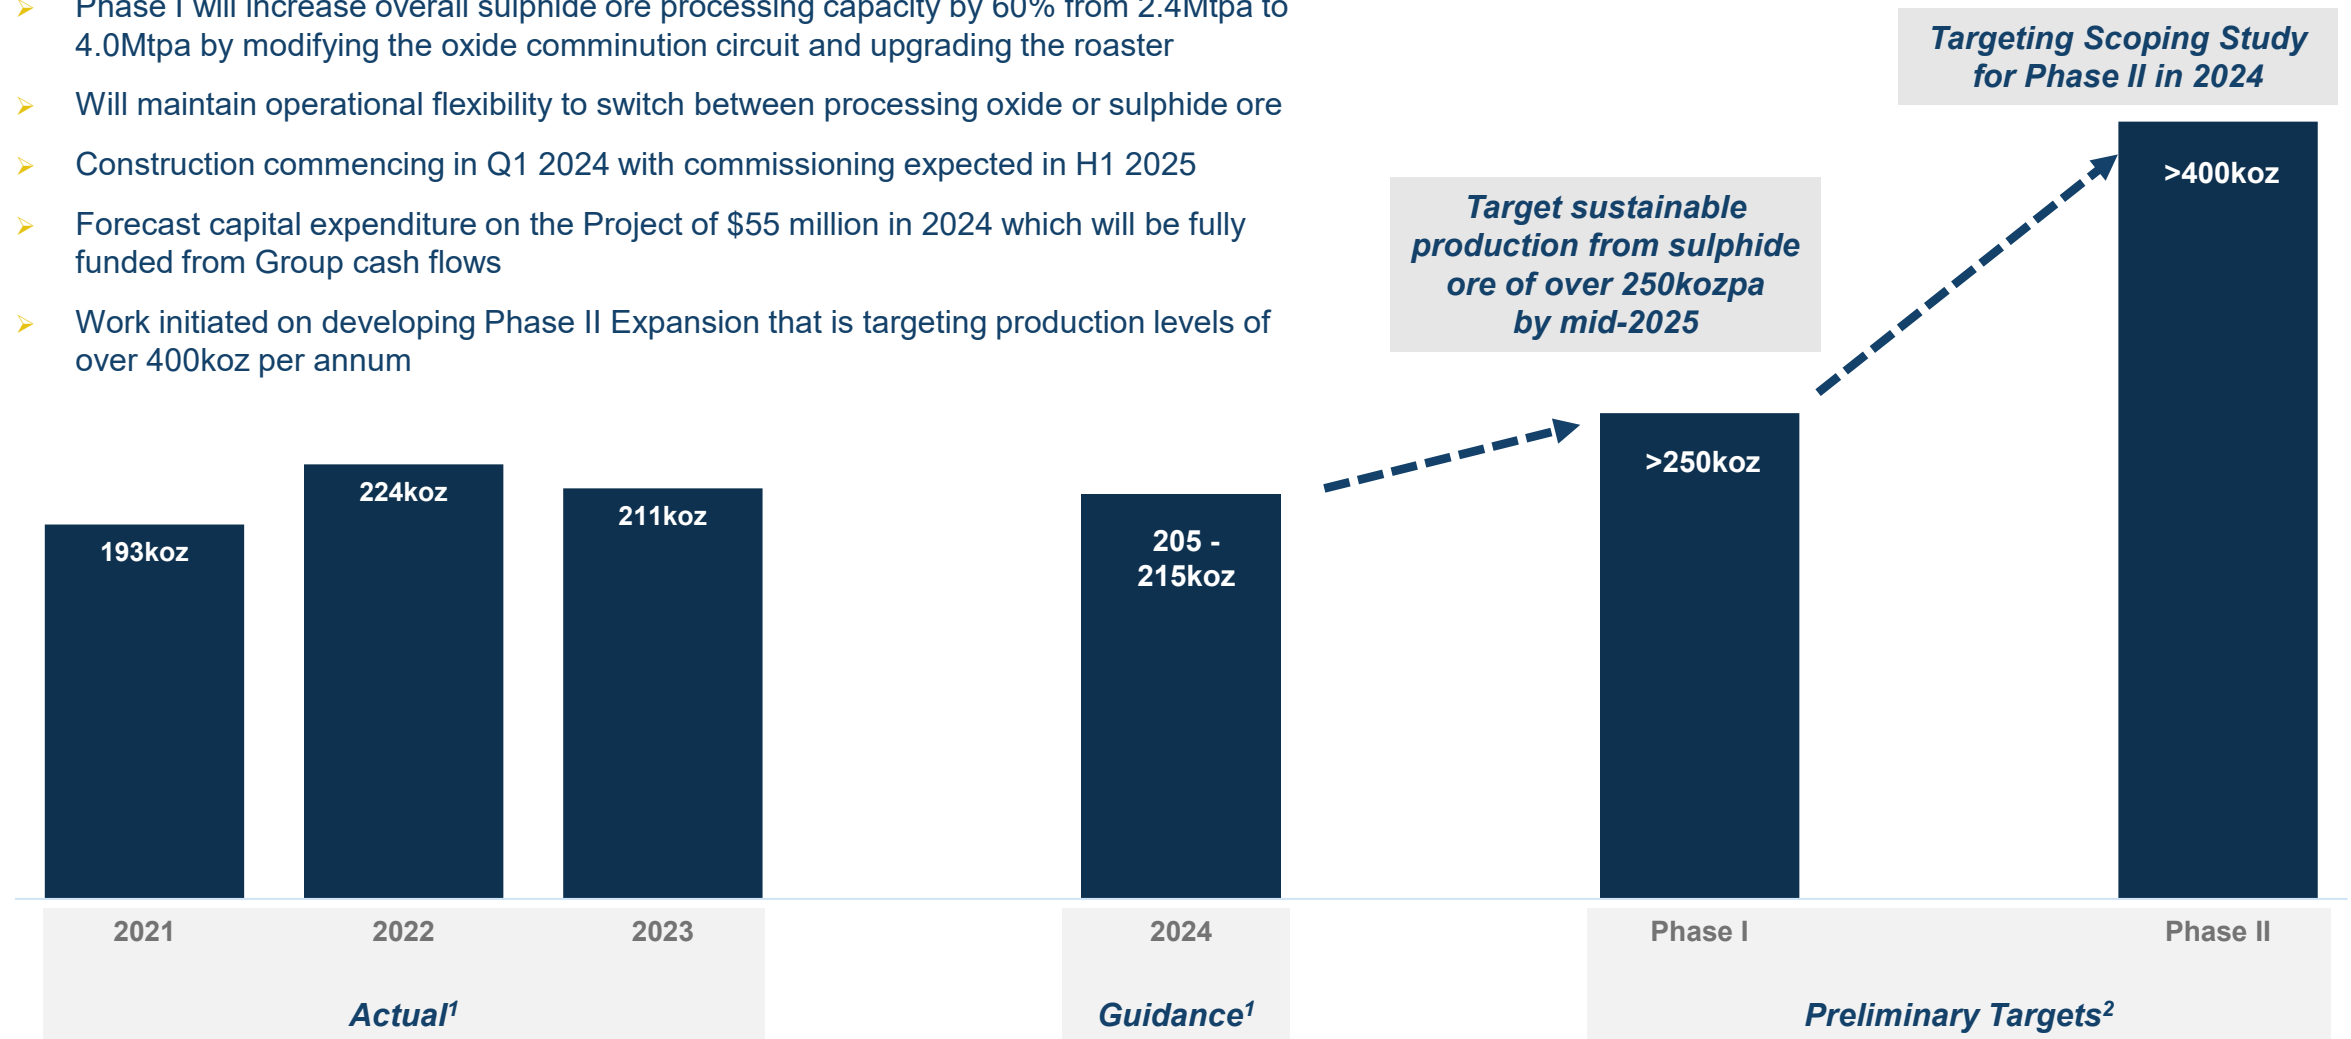 Phase I will increase overall sulphide ore processing capacity by 60% from 2.4Mtpa to
4.0Mtpa by modifying the oxide comminution circuit and upgrading the roaster
Will maintain operational flexibility to switch between processing oxide or sulphide ore
Construction commencing in Q1 2024 with commissioning expected in H1 2025
Forecast capital expenditure on the Project of $55 million in 2024 which will be fully
funded from Group cash flows
Work initiated on developing Phase II Expansion that is targeting production levels of
over 400koz per annum
Targeting Scoping Study
for Phase II in 2024
Target sustainable
production from sulphide
ore of over 250kozpa
by mid-2025
193koz
224koz
211koz
205 -
215koz
>250koz
>400koz
2021
2022
2023
2024
Phase I
Phase II
Actual¹
Guidance¹
Preliminary Targets²